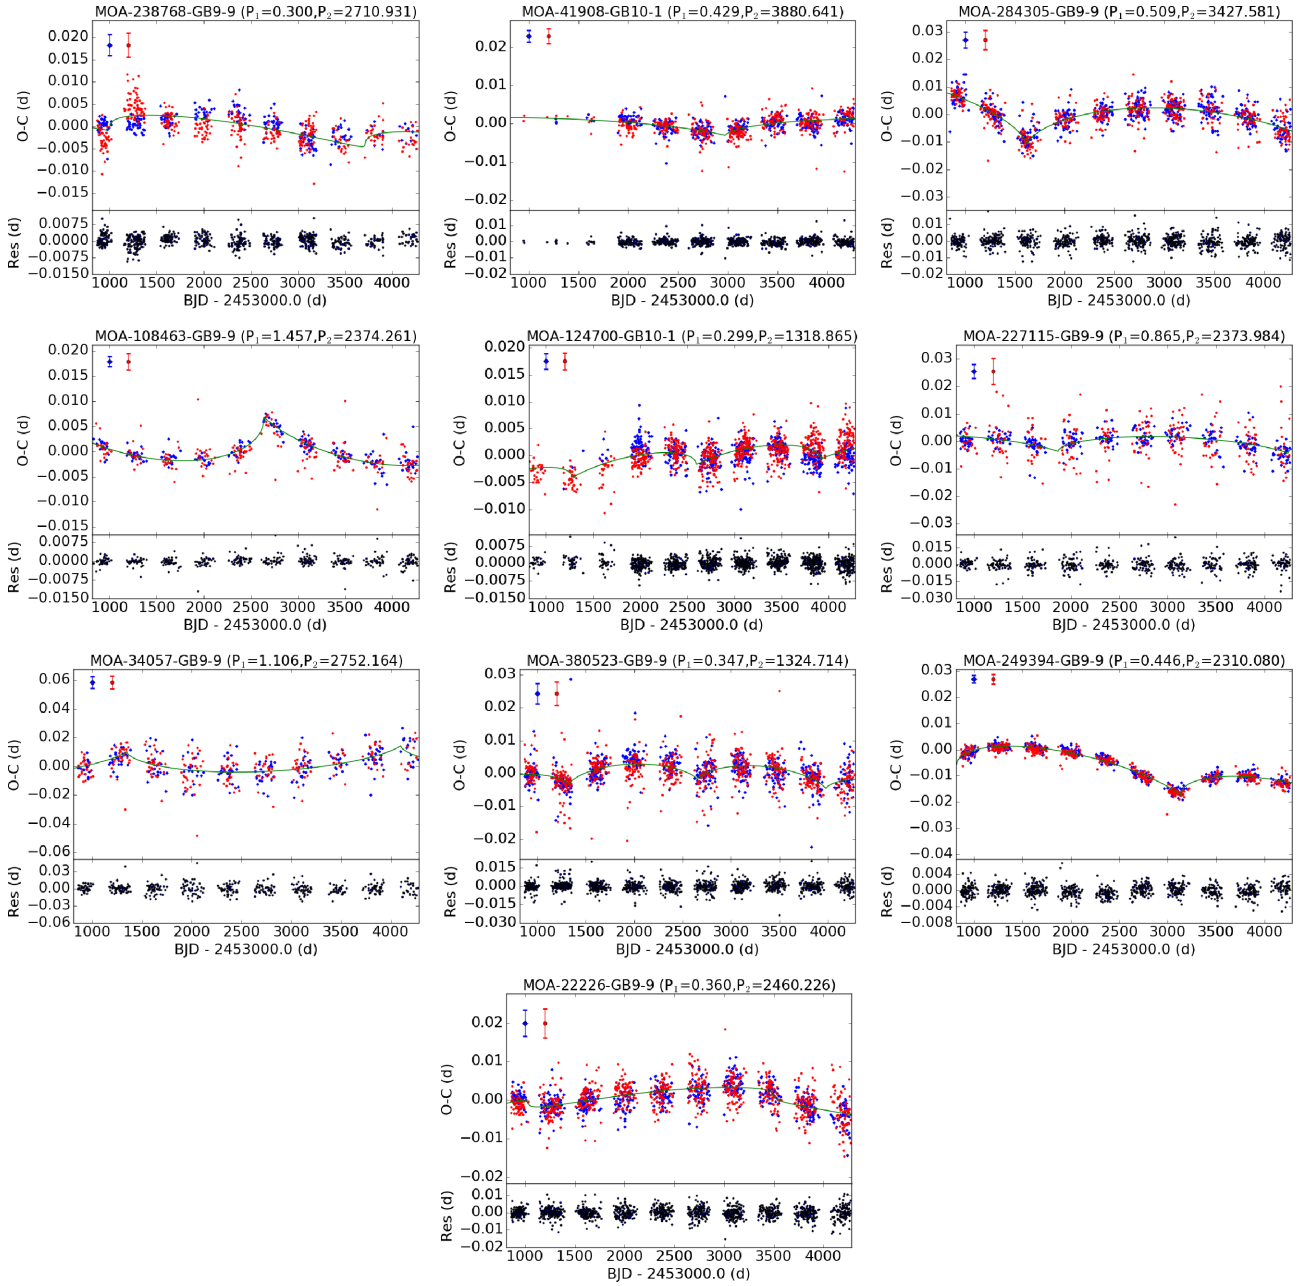 MOA-238768-GB9-9 (P₁=0.300,P₂=2710.931)
O-C (d)
0.020
0.015
0.010
0.005
0.000
−0.005
−0.010
−0.015
Res (d)
0.0075
0.0000
−0.0075
−0.0150
1000 1500 2000 2500 3000 3500 4000
BJD - 2453000.0 (d)
MOA-41908-GB10-1 (P₁=0.429,P₂=3880.641)
O-C (d)
0.02
0.01
0.00
−0.01
−0.02
Res (d)
0.01
0.00
−0.01
−0.02
1000 1500 2000 2500 3000 3500 4000
BJD - 2453000.0 (d)
MOA-284305-GB9-9 (P₁=0.509,P₂=3427.581)
O-C (d)
0.03
0.02
0.01
0.00
−0.01
−0.02
−0.03
Res (d)
0.01
0.00
−0.01
−0.02
1000 1500 2000 2500 3000 3500 4000
BJD - 2453000.0 (d)
MOA-108463-GB9-9 (P₁=1.457,P₂=2374.261)
O-C (d)
0.020
0.015
0.010
0.005
0.000
−0.005
−0.010
−0.015
Res (d)
0.0075
0.0000
−0.0075
−0.0150
1000 1500 2000 2500 3000 3500 4000
BJD - 2453000.0 (d)
MOA-124700-GB10-1 (P₁=0.299,P₂=1318.865)
O-C (d)
0.020
0.015
0.010
0.005
0.000
−0.005
−0.010
Res (d)
0.0075
0.0000
−0.0075
−0.0150
1000 1500 2000 2500 3000 3500 4000
BJD - 2453000.0 (d)
MOA-227115-GB9-9 (P₁=0.865,P₂=2373.984)
O-C (d)
0.03
0.02
0.01
0.00
−0.01
−0.02
−0.03
Res (d)
0.015
0.000
−0.015
−0.030
1000 1500 2000 2500 3000 3500 4000
BJD - 2453000.0 (d)
MOA-34057-GB9-9 (P₁=1.106,P₂=2752.164)
O-C (d)
0.06
0.04
0.02
0.00
−0.02
−0.04
−0.06
Res (d)
0.03
0.00
−0.03
−0.06
1000 1500 2000 2500 3000 3500 4000
BJD - 2453000.0 (d)
MOA-380523-GB9-9 (P₁=0.347,P₂=1324.714)
O-C (d)
0.03
0.02
0.01
0.00
−0.01
−0.02
Res (d)
0.015
0.000
−0.015
−0.030
1000 1500 2000 2500 3000 3500 4000
BJD - 2453000.0 (d)
MOA-249394-GB9-9 (P₁=0.446,P₂=2310.080)
O-C (d)
0.03
0.02
0.01
0.00
−0.01
−0.02
−0.03
−0.04
Res (d)
0.004
0.000
−0.004
−0.008
1000 1500 2000 2500 3000 3500 4000
BJD - 2453000.0 (d)
MOA-22226-GB9-9 (P₁=0.360,P₂=2460.226)
O-C (d)
0.02
0.01
0.00
−0.01
−0.02
Res (d)
0.01
0.00
−0.01
−0.02
1000 1500 2000 2500 3000 3500 4000
BJD - 2453000.0 (d)